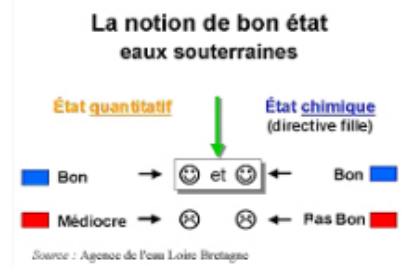 La notion de bon état
eaux souterraines
État quantitatif
État chimique
(directive fille)
Bon et Bon
Médiocre Pas Bon
Source : Agence de l'eau Loire Bretagne